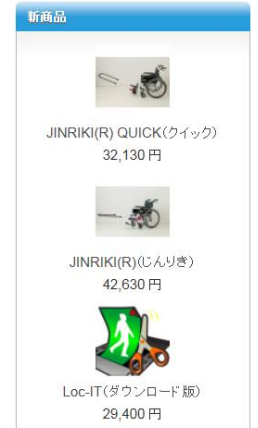 新商品
JINRIKI(R) QUICK(クイック)
32,130 円
JINRIKI(R)(じんりき)
42,630 円
Loc-IT(ダウンロード版)
29,400 円